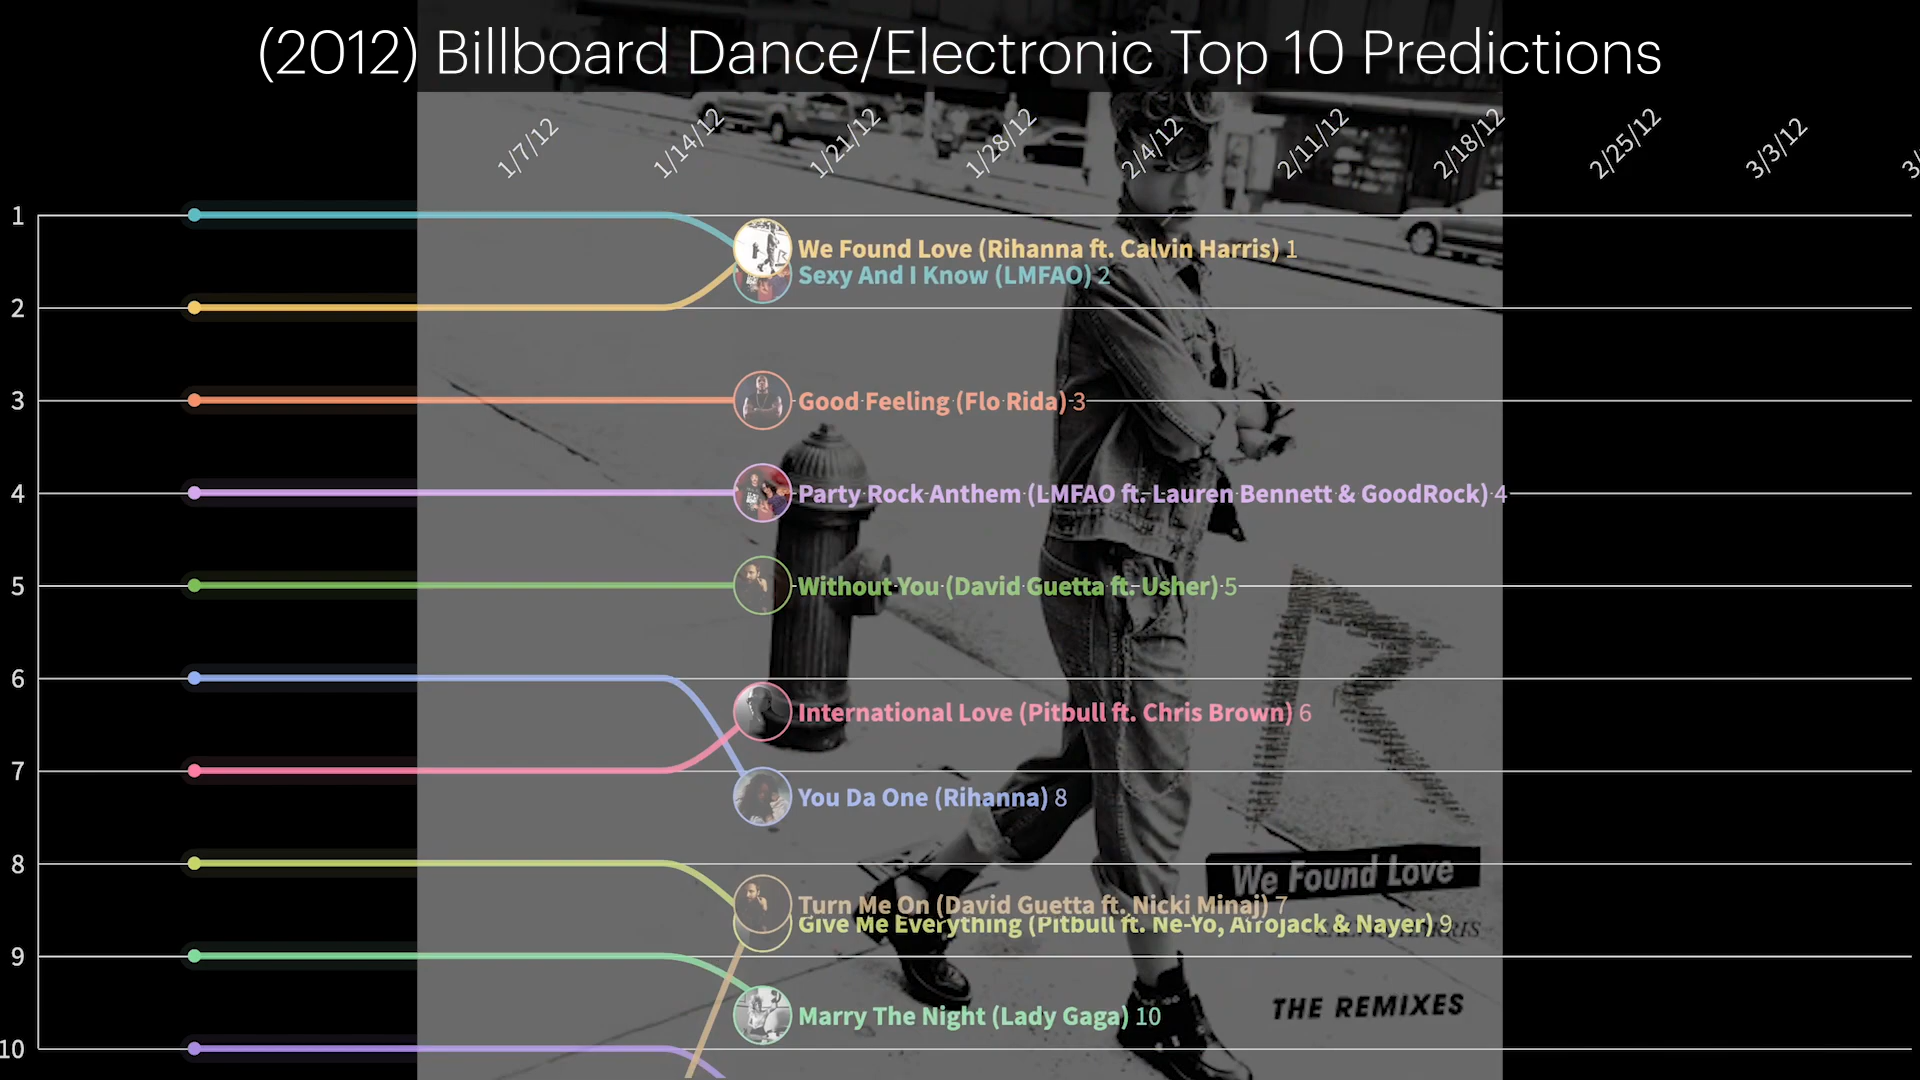 (2012) Billboard Dance/Electronic Top 10 Predictions
1/7/12
1/14/12
1/21/12
1/28/12
2/4/12
2/11/12
2/18/12
2/25/12
3/3/12
1
We Found Love (Rihanna ft. Calvin Harris) 1
Sexy And I Know (LMFAO) 2
2
3
Good Feeling (Flo Rida) 3
4
Party Rock Anthem (LMFAO ft. Lauren Bennett & GoodRock) 4
5
Without You (David Guetta ft. Usher) 5
6
International Love (Pitbull ft. Chris Brown) 6
7
You Da One (Rihanna) 8
8
We Found Love
Turn Me On (David Guetta ft. Nicki Minaj) 7
Give Me Everything (Pitbull ft. Ne-Yo, Afrojack & Nayer) 9
9
THE REMIXES
Marry The Night (Lady Gaga) 10
10